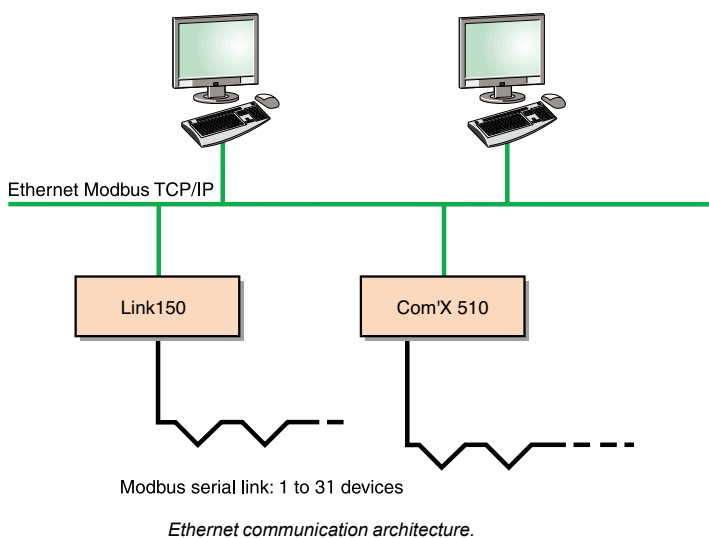 Ethernet Modbus TCP/IP
Link150
Com'X 510
Modbus serial link: 1 to 31 devices
Ethernet communication architecture.